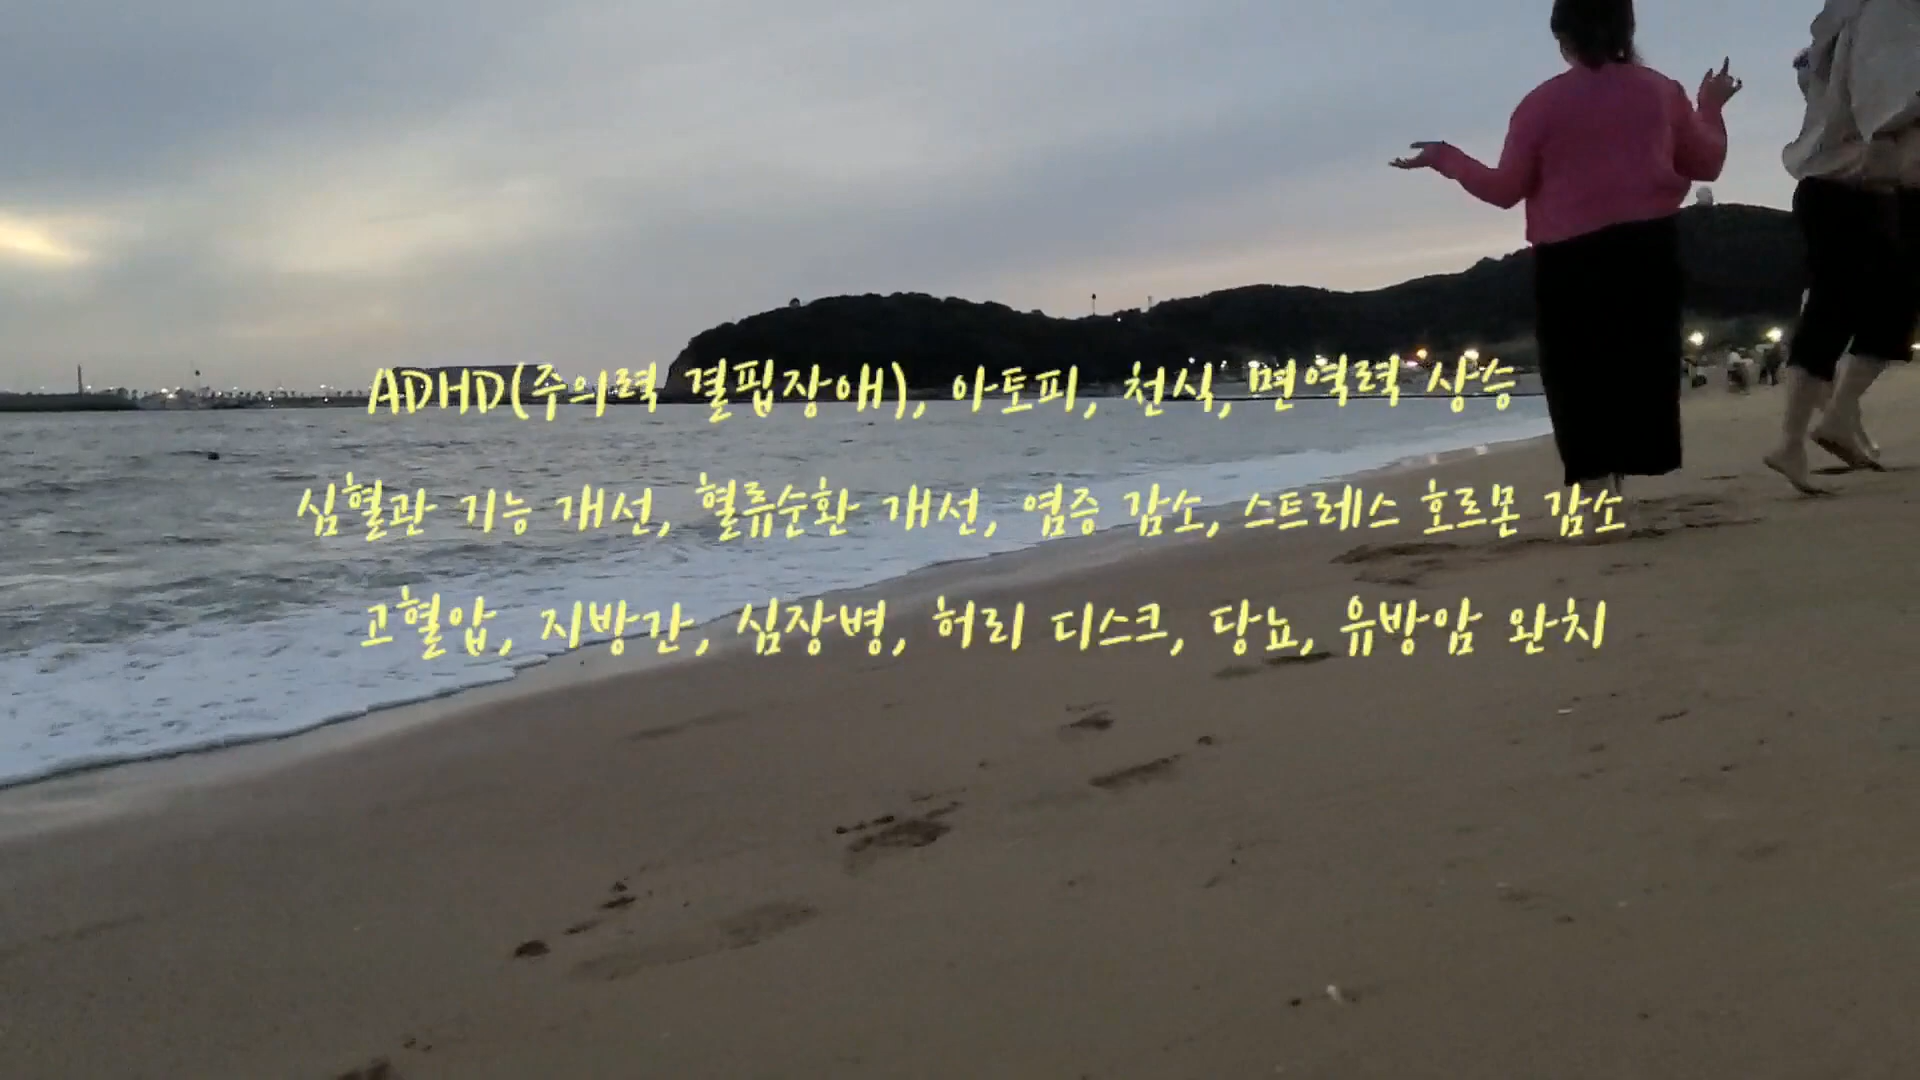 ADHD(주의력 결핍장애), 아토피, 천식, 면역력 상승
심혈관 기능 개선, 혈류순환 개선, 염증 감소, 스트레스 호르몬 감소
고혈압, 지방간, 심장병, 허리 디스크, 당뇨, 유방암 완치